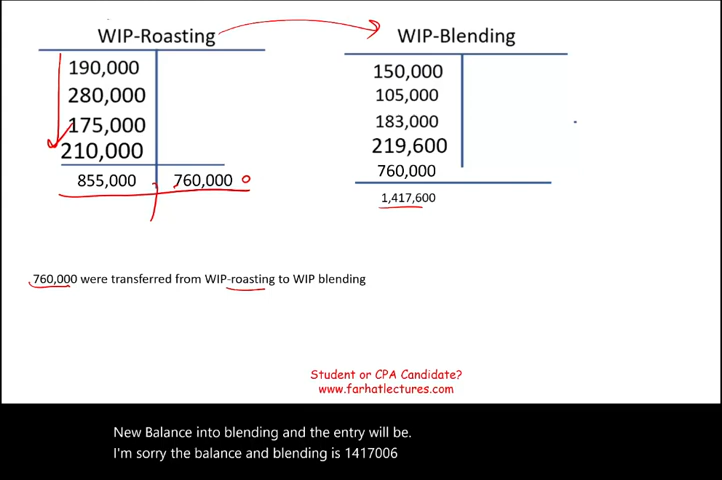 WIP-Roasting
190,000
280,000
175,000
210,000
855,000 760,000 0
WIP-Blending
150,000
105,000
183,000
219,600
760,000
1,417,600
760,000 were transferred from WIP-roasting to WIP blending
Student or CPA Candidate?
www.farhatlectures.com
New Balance into blending and the entry will be.
I'm sorry the balance and blending is 1417006